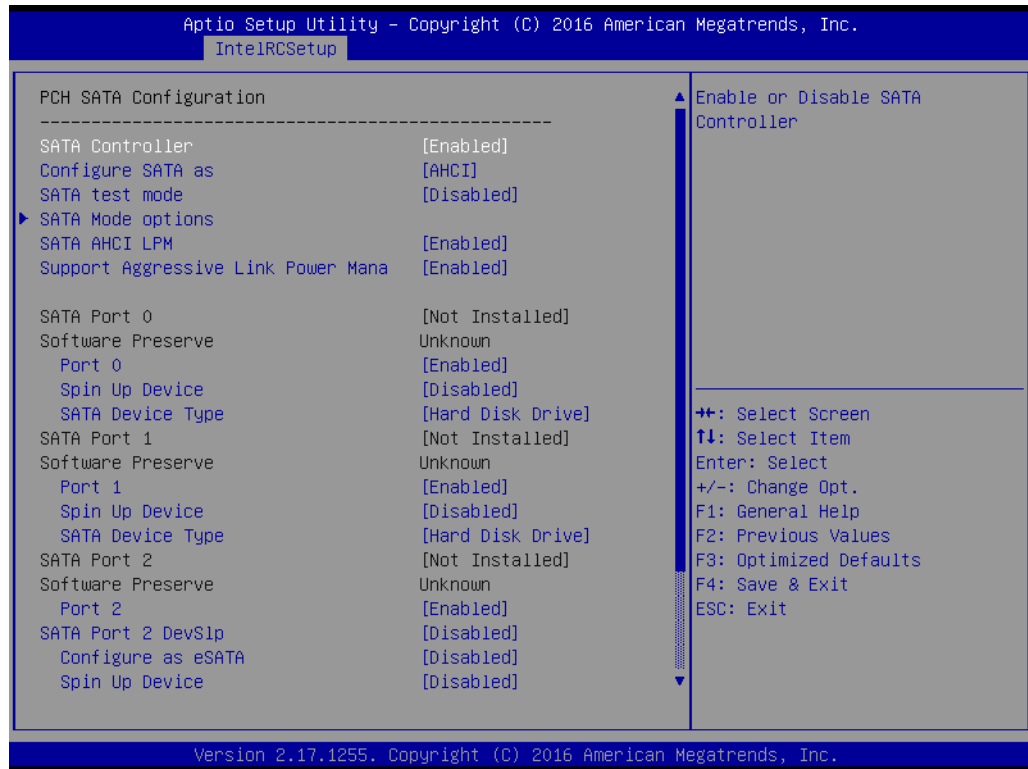 Aptio Setup Utility – Copyright (C) 2016 American Megatrends, Inc.
IntelRCSetup
PCH SATA Configuration
--------------------------------------------------
SATA Controller [Enabled]
Configure SATA as [AHCI]
SATA test mode [Disabled]
SATA Mode options
SATA AHCI LPM [Enabled]
Support Aggressive Link Power Mana [Enabled]
SATA Port 0 [Not Installed]
Software Preserve Unknown
Port 0 [Enabled]
Spin Up Device [Disabled]
SATA Device Type [Hard Disk Drive]
SATA Port 1 [Not Installed]
Software Preserve Unknown
Port 1 [Enabled]
Spin Up Device [Disabled]
SATA Device Type [Hard Disk Drive]
SATA Port 2 [Not Installed]
Software Preserve Unknown
Port 2 [Enabled]
SATA Port 2 DevSlp [Disabled]
Configure as eSATA [Disabled]
Spin Up Device [Disabled]
Enable or Disable SATA
Controller
→←: Select Screen
↑↓: Select Item
Enter: Select
+/-: Change Opt.
F1: General Help
F2: Previous Values
F3: Optimized Defaults
F4: Save & Exit
ESC: Exit
Version 2.17.1255. Copyright (C) 2016 American Megatrends, Inc.